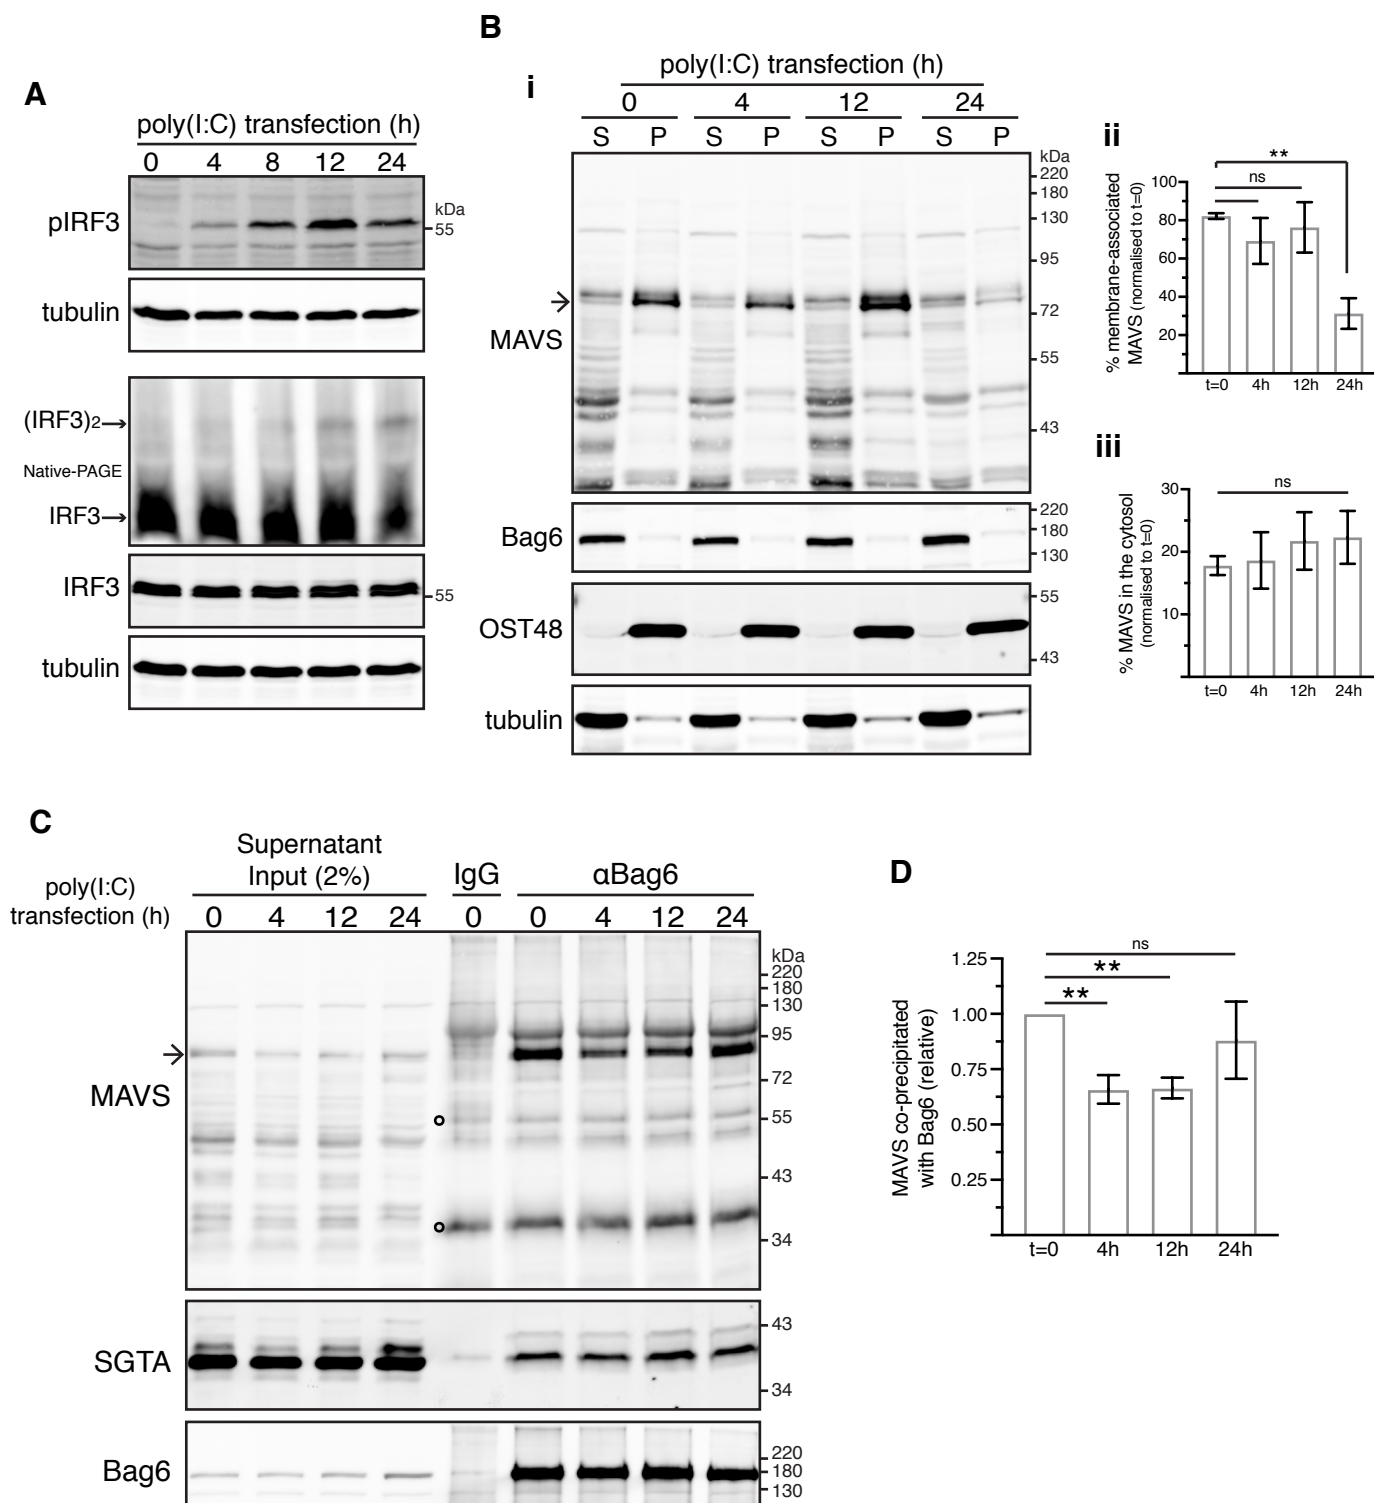 A
poly(I:C) transfection (h)
0 4 8 12 24
pIRF3
kDa
55
tubulin
(IRF3)2
Native-PAGE
IRF3
IRF3
55
tubulin
B
i
poly(I:C) transfection (h)
0 4 12 24
S P S P S P S P
kDa
220
180
130
95
72
55
43
MAVS
Bag6
220
180
130
OST48
55
43
tubulin
ii
% membrane-associated
MAVS (normalised to t=0)
100
80
60
40
20
**
ns
t=0 4h 12h 24h
iii
% MAVS in the cytosol
(normalised to t=0)
30
20
10
ns
t=0 4h 12h 24h
C
poly(I:C)
transfection (h)
Supernatant
Input (2%)
IgG
αBag6
0 4 12 24 0 0 4 12 24
kDa
220
180
130
95
72
55
43
34
MAVS
SGTA
43
34
Bag6
220
180
130
D
MAVS co-precipitated
with Bag6 (relative)
1.25
1.00
0.75
0.50
0.25
ns
**
**
t=0 4h 12h 24h